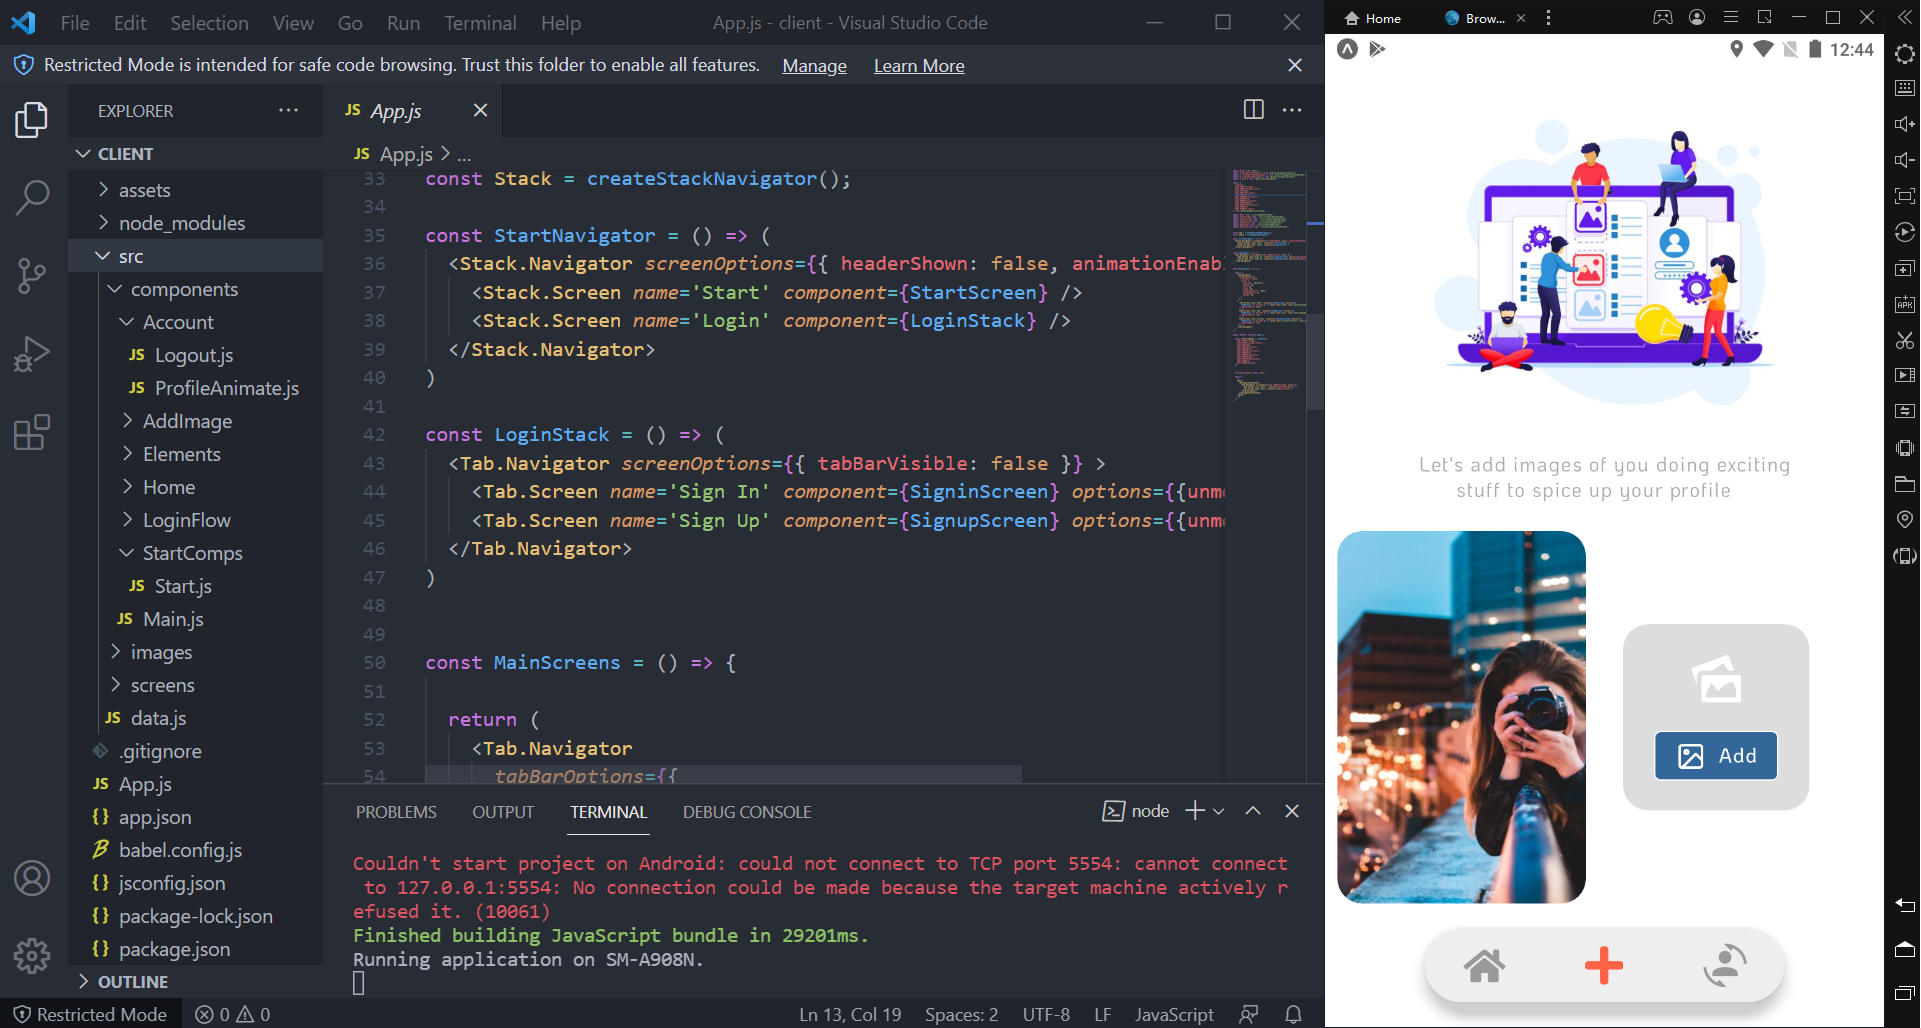 File Edit Selection View Go Run Terminal Help
App.js - client - Visual Studio Code
Restricted Mode is intended for safe code browsing. Trust this folder to enable all features. Manage Learn More
EXPLORER
CLIENT
assets
node_modules
src
components
Account
JS Logout.js
JS ProfileAnimate.js
AddImage
Elements
Home
LoginFlow
StartComps
JS Start.js
JS Main.js
images
screens
JS data.js
.gitignore
JS App.js
{} app.json
babel.config.js
{} jsconfig.json
{} package-lock.json
{} package.json
OUTLINE
JS App.js
JS App.js > ...
33 const Stack = createStackNavigator();
34
35 const StartNavigator = () => (
36 <Stack.Navigator screenOptions={{ headerShown: false, animationEnab
37 <Stack.Screen name='Start' component={StartScreen} />
38 <Stack.Screen name='Login' component={LoginStack} />
39 </Stack.Navigator>
40 )
41
42 const LoginStack = () => (
43 <Tab.Navigator screenOptions={{ tabBarVisible: false }} >
44 <Tab.Screen name='Sign In' component={SigninScreen} options={{unm
45 <Tab.Screen name='Sign Up' component={SignupScreen} options={{unm
46 </Tab.Navigator>
47 )
48
49
50 const MainScreens = () => {
51
52 return (
53 <Tab.Navigator
54 tabBarOptions={{
PROBLEMS OUTPUT TERMINAL DEBUG CONSOLE
node
Couldn't start project on Android: could not connect to TCP port 5554: cannot connect
to 127.0.0.1:5554: No connection could be made because the target machine actively r
efused it. (10061)
Finished building JavaScript bundle in 29201ms.
Running application on SM-A908N.
Restricted Mode 0 0
Ln 13, Col 19 Spaces: 2 UTF-8 LF JavaScript
Home Brow...
12:44
Let's add images of you doing exciting
stuff to spice up your profile
Add
APK